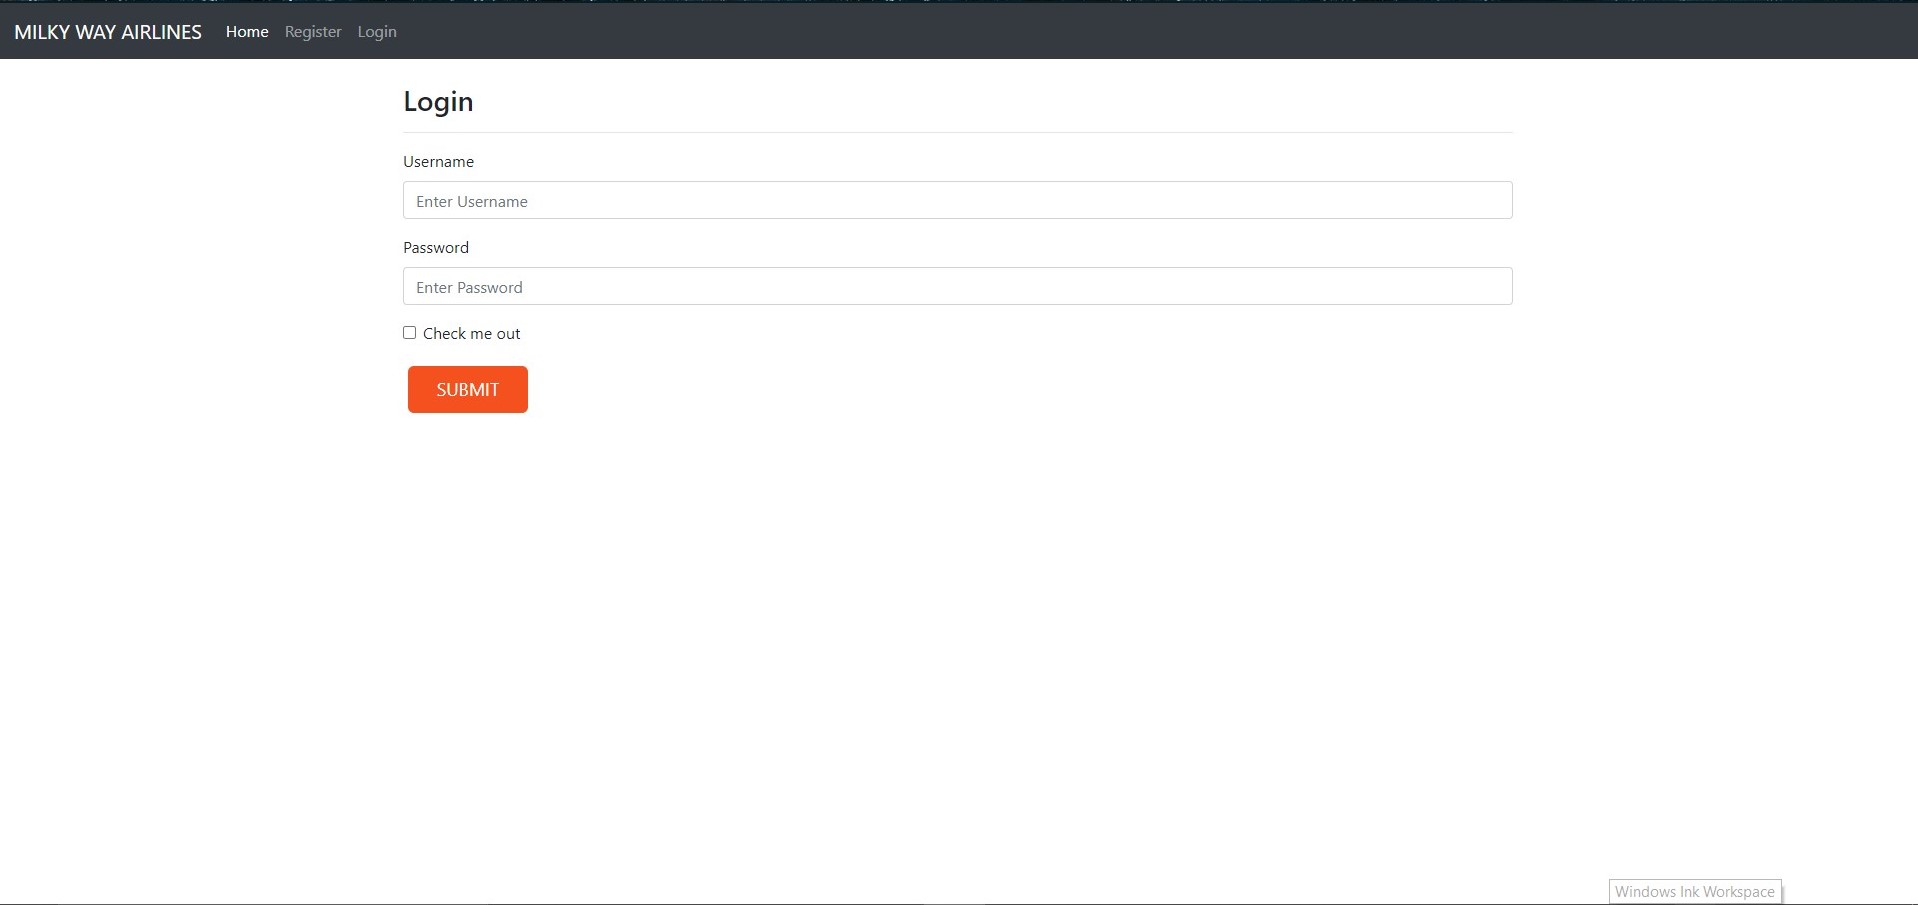 MILKY WAY AIRLINES Home Register Login
Login
Username
Enter Username
Password
Enter Password
Check me out
SUBMIT
Windows Ink Workspace